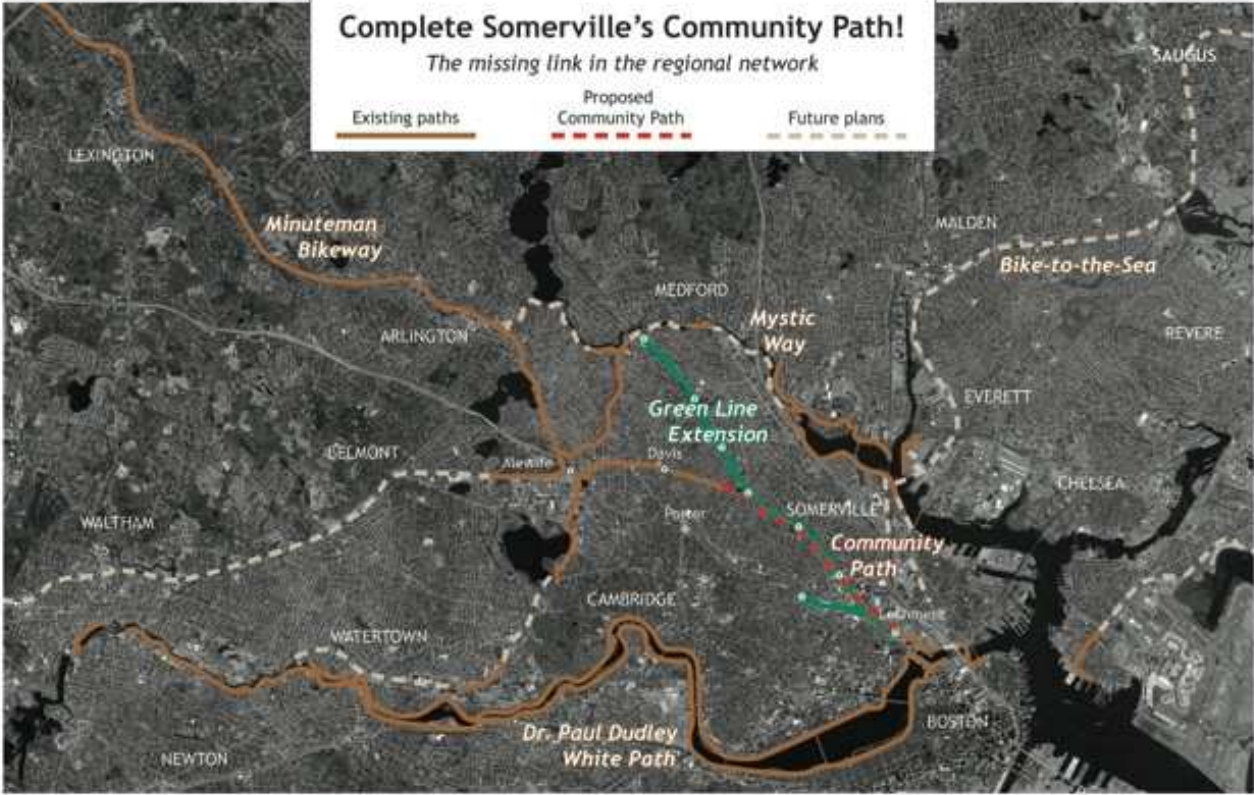 Complete Somerville's Community Path!
The missing link in the regional network
Existing paths
Proposed
Community Path
Future plans
SAUGUS
LEXINGTON
Minuteman
Bikeway
MALDEN
Bike-to-the-Sea
MEDFORD
Mystic
Way
ARLINGTON
REVERE
Green Line
Extension
EVERETT
BELMONT
Alewife
Davis
CHELSEA
WALTHAM
Porter
SOMERVILLE
Community
Path
CAMBRIDGE
Lechmere
WATERTOWN
Dr. Paul Dudley
White Path
BOSTON
NEWTON